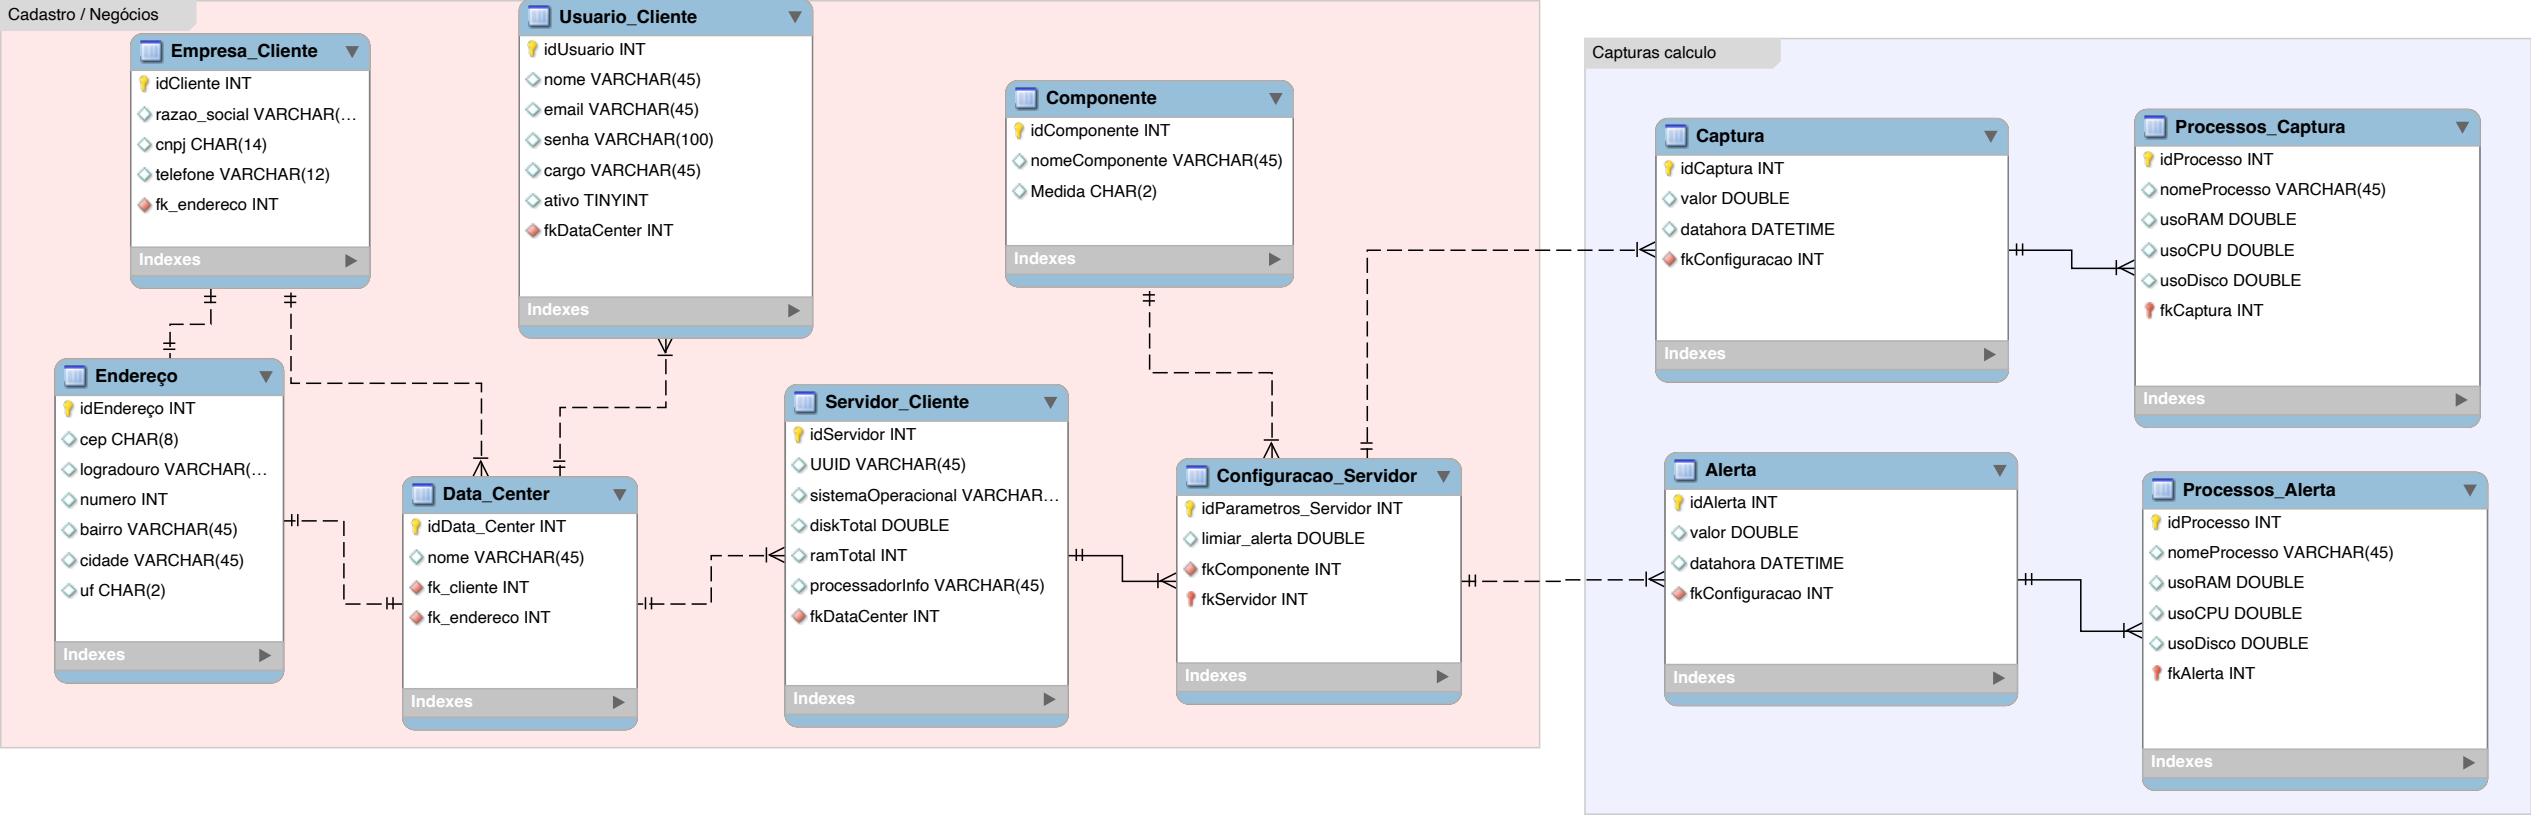 Cadastro / Negócios
Empresa_Cliente
idCliente INT
razao_social VARCHAR(…
cnpj CHAR(14)
telefone VARCHAR(12)
fk_endereco INT
Indexes
Usuario_Cliente
idUsuario INT
nome VARCHAR(45)
email VARCHAR(45)
senha VARCHAR(100)
cargo VARCHAR(45)
ativo TINYINT
fkDataCenter INT
Indexes
Componente
idComponente INT
nomeComponente VARCHAR(45)
Medida CHAR(2)
Indexes
Endereço
idEndereço INT
cep CHAR(8)
logradouro VARCHAR(…
numero INT
bairro VARCHAR(45)
cidade VARCHAR(45)
uf CHAR(2)
Indexes
Data_Center
idData_Center INT
nome VARCHAR(45)
fk_cliente INT
fk_endereco INT
Indexes
Servidor_Cliente
idServidor INT
UUID VARCHAR(45)
sistemaOperacional VARCHAR…
diskTotal DOUBLE
ramTotal INT
processadorInfo VARCHAR(45)
fkDataCenter INT
Indexes
Configuracao_Servidor
idParametros_Servidor INT
limiar_alerta DOUBLE
fkComponente INT
fkServidor INT
Indexes
Capturas calculo
Captura
idCaptura INT
valor DOUBLE
datahora DATETIME
fkConfiguracao INT
Indexes
Processos_Captura
idProcesso INT
nomeProcesso VARCHAR(45)
usoRAM DOUBLE
usoCPU DOUBLE
usoDisco DOUBLE
fkCaptura INT
Indexes
Alerta
idAlerta INT
valor DOUBLE
datahora DATETIME
fkConfiguracao INT
Indexes
Processos_Alerta
idProcesso INT
nomeProcesso VARCHAR(45)
usoRAM DOUBLE
usoCPU DOUBLE
usoDisco DOUBLE
fkAlerta INT
Indexes